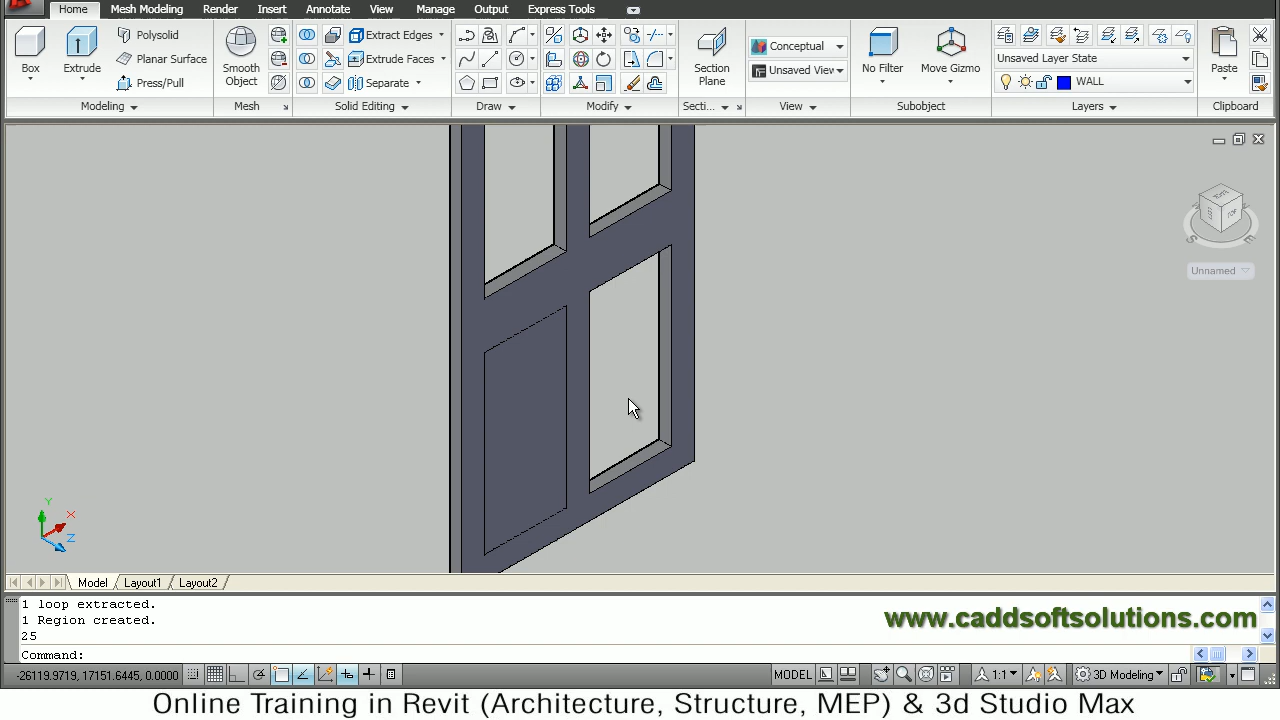 Home Mesh Modeling Render Insert Annotate View Manage Output Express Tools
Polysolid
Planar Surface
Press/Pull
Box
Extrude
Modeling
Smooth
Object
Mesh
Extract Edges
Extrude Faces
Separate
Solid Editing
Draw
Modify
Section
Plane
Secti...
Conceptual
Unsaved View
View
No Filter
Move Gizmo
Subobject
Unsaved Layer State
WALL
Layers
Paste
Clipboard
Unnamed
Y
X
Z
Model Layout1 Layout2
1 loop extracted.
1 Region created.
25
Command:
www.caddsoftsolutions.com
-26119.9719, 17151.6445, 0.0000
MODEL
1:1
3D Modeling
Online Training in Revit (Architecture, Structure, MEP) & 3d Studio Max